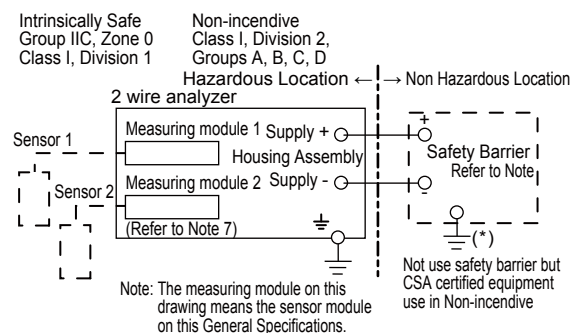 Intrinsically Safe
Group IIC, Zone 0
Class I, Division 1
Non-incendive
Class I, Division 2,
Groups A, B, C, D
Hazardous Location ← → Non Hazardous Location
2 wire analyzer
Sensor 1
Measuring module 1
Supply +
+
Housing Assembly
Safety Barrier
Refer to Note
Sensor 2
Measuring module 2
Supply -
-
(Refer to Note 7)
(*)
Not use safety barrier but
CSA certified equipment
use in Non-incendive
Note: The measuring module on this
drawing means the sensor module
on this General Specifications.